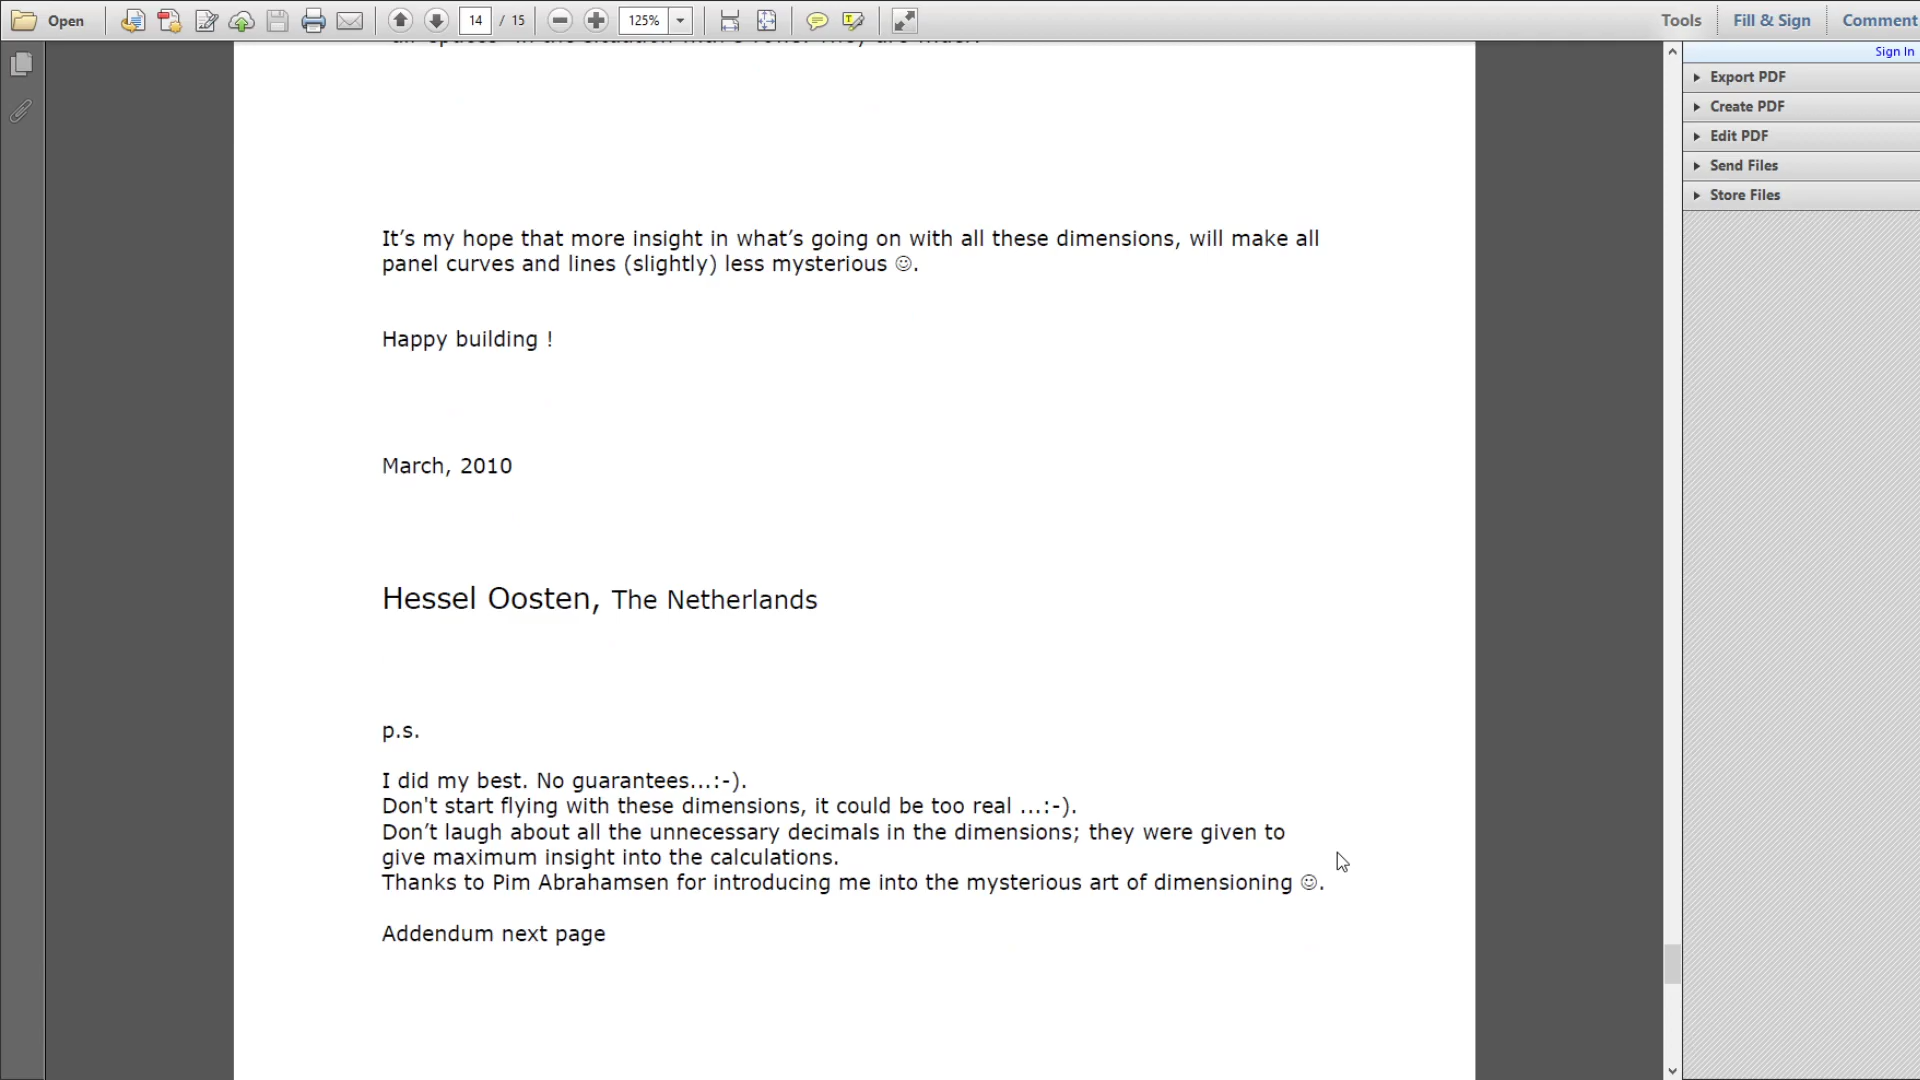 Open
14 / 15
125%
Tools
Fill & Sign
Comment
Sign In
Export PDF
Create PDF
Edit PDF
Send Files
Store Files
It’s my hope that more insight in what’s going on with all these dimensions, will make all
panel curves and lines (slightly) less mysterious ☺.
Happy building !
March, 2010
Hessel Oosten, The Netherlands
p.s.
I did my best. No guarantees...:-).
Don't start flying with these dimensions, it could be too real ...:-).
Don’t laugh about all the unnecessary decimals in the dimensions; they were given to
give maximum insight into the calculations.
Thanks to Pim Abrahamsen for introducing me into the mysterious art of dimensioning ☺.
Addendum next page